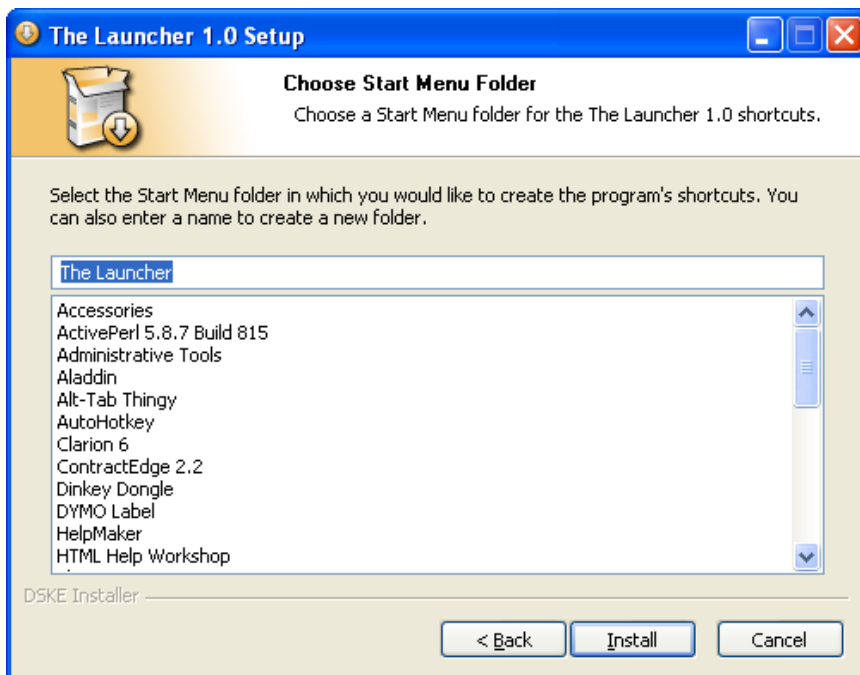 The Launcher 1.0 Setup
Choose Start Menu Folder
Choose a Start Menu folder for the The Launcher 1.0 shortcuts.
Select the Start Menu folder in which you would like to create the program's shortcuts. You
can also enter a name to create a new folder.
The Launcher
Accessories
ActivePerl 5.8.7 Build 815
Administrative Tools
Aladdin
Alt-Tab Thingy
AutoHotkey
Clarion 6
ContractEdge 2.2
Dinkey Dongle
DYMO Label
HelpMaker
HTML Help Workshop
DSKE Installer
< Back Install Cancel